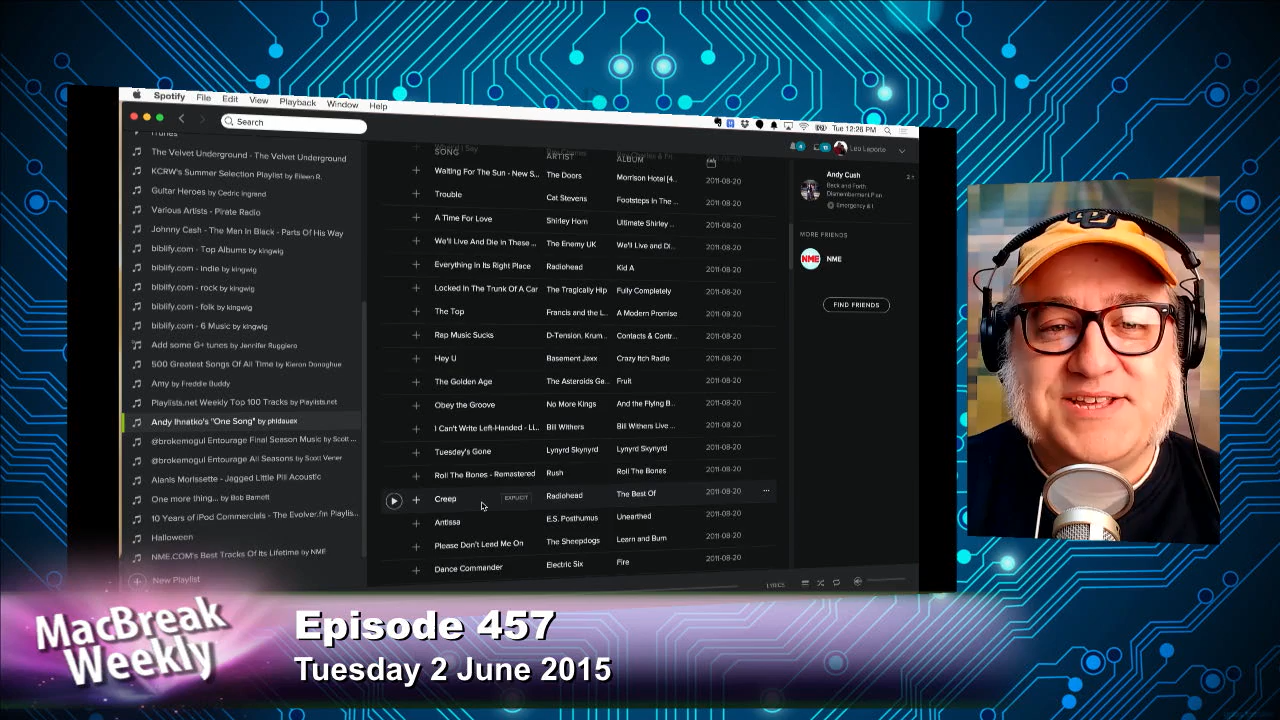 Spotify File Edit View Playback Window Help
Tue 12:26 PM
Search
Leo Laporte
iTunes
The Velvet Underground - The Velvet Underground
KCRW's Summer Selection Playlist by Eileen R.
Guitar Heroes by Cedric Ingrand
Various Artists - Pirate Radio
Johnny Cash - The Man In Black - Parts Of His Way
biblify.com - Top Albums by kingwig
biblify.com - indie by kingwig
biblify.com - rock by kingwig
biblify.com - folk by kingwig
biblify.com - 6 Music by kingwig
Add some G+ tunes by Jennifer Ruggiero
500 Greatest Songs Of All Time by Kieran Donoghue
Amy by Freddie Buddy
Playlists.net Weekly Top 100 Tracks by Playlists.net
Andy Ihnatko's "One Song" by phidauex
@brokemogul Entourage Final Season Music by Scott ...
@brokemogul Entourage All Seasons by Scott Vener
Alanis Morissette - Jagged Little Pill Acoustic
One more thing... by Bob Barnett
10 Years of iPod Commercials - The Evolver.fm Playlis...
Halloween
NME.COM's Best Tracks Of Its Lifetime by NME
New Playlist
SONG ARTIST ALBUM
Waiting For The Sun - New S... The Doors Morrison Hotel [4... 2011-08-20
Trouble Cat Stevens Footsteps In The ... 2011-08-20
A Time For Love Shirley Horn Ultimate Shirley ... 2011-08-20
We'll Live And Die In These ... The Enemy UK We'll Live and Di... 2011-08-20
Everything In Its Right Place Radiohead Kid A 2011-08-20
Locked In The Trunk Of A Car The Tragically Hip Fully Completely 2011-08-20
The Top Francis and the L... A Modern Promise 2011-08-20
Rap Music Sucks D-Tension, Krum... Contacts & Contr... 2011-08-20
Hey U Basement Jaxx Crazy Itch Radio 2011-08-20
The Golden Age The Asteroids Ga... Fruit 2011-08-20
Obey the Groove No More Kings And the Flying B... 2011-08-20
I Can't Write Left-Handed - Li... Bill Withers Bill Withers Live ... 2011-08-20
Tuesday's Gone Lynyrd Skynyrd Lynyrd Skynyrd 2011-08-20
Roll The Bones - Remastered Rush Roll The Bones 2011-08-20
Creep EXPLICIT Radiohead The Best Of 2011-08-20 ...
Antissa E.S. Posthumus Unearthed 2011-08-20
Please Don't Lead Me On The Sheepdogs Learn and Burn 2011-08-20
Dance Commander Electric Six Fire 2011-08-20
Andy Cash
Back and Forth
Dismemberment Plan
Emergency & I
MORE FRIENDS
NME NME
FIND FRIENDS
LYRICS
MacBreak
Weekly
Episode 457
Tuesday 2 June 2015